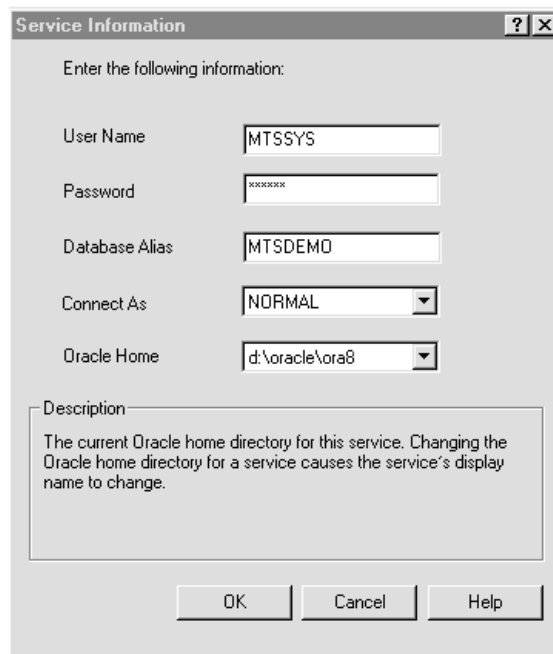 Service Information ? X
Enter the following information:
User Name MTSSYS
Password ******
Database Alias MTSDEMO
Connect As NORMAL
Oracle Home d:\oracle\ora8
Description
The current Oracle home directory for this service. Changing the
Oracle home directory for a service causes the service´s display
name to change.
OK Cancel Help